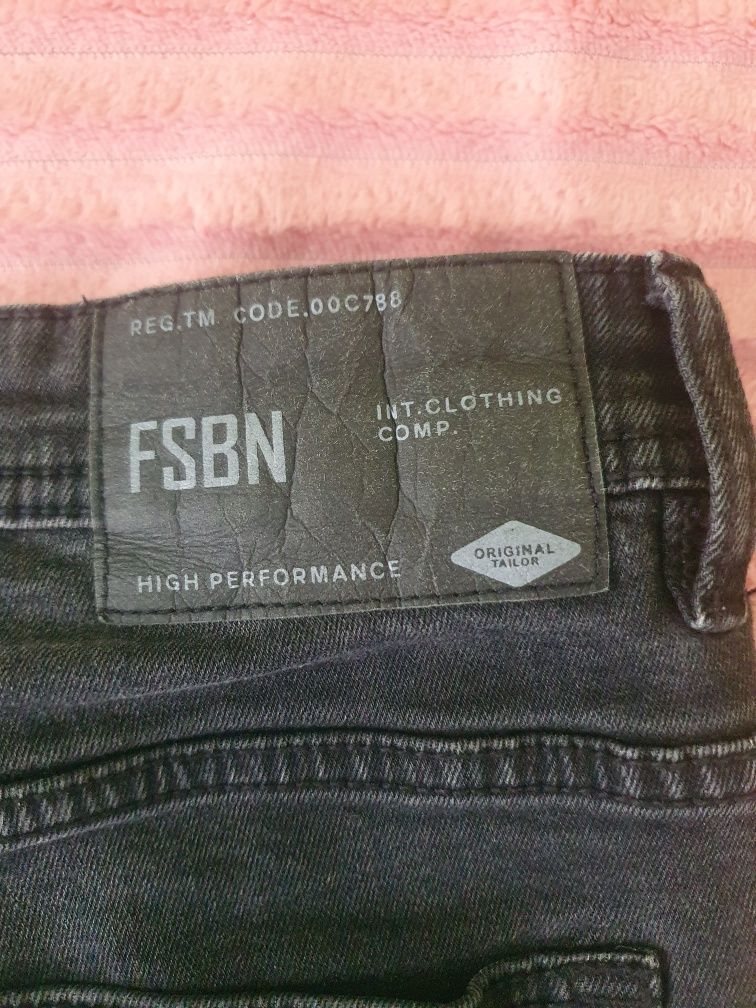 REG.TM CODE.00C788
INT.CLOTHING
COMP.
FSBN
HIGH PERFORMANCE
ORIGINAL
TAILOR